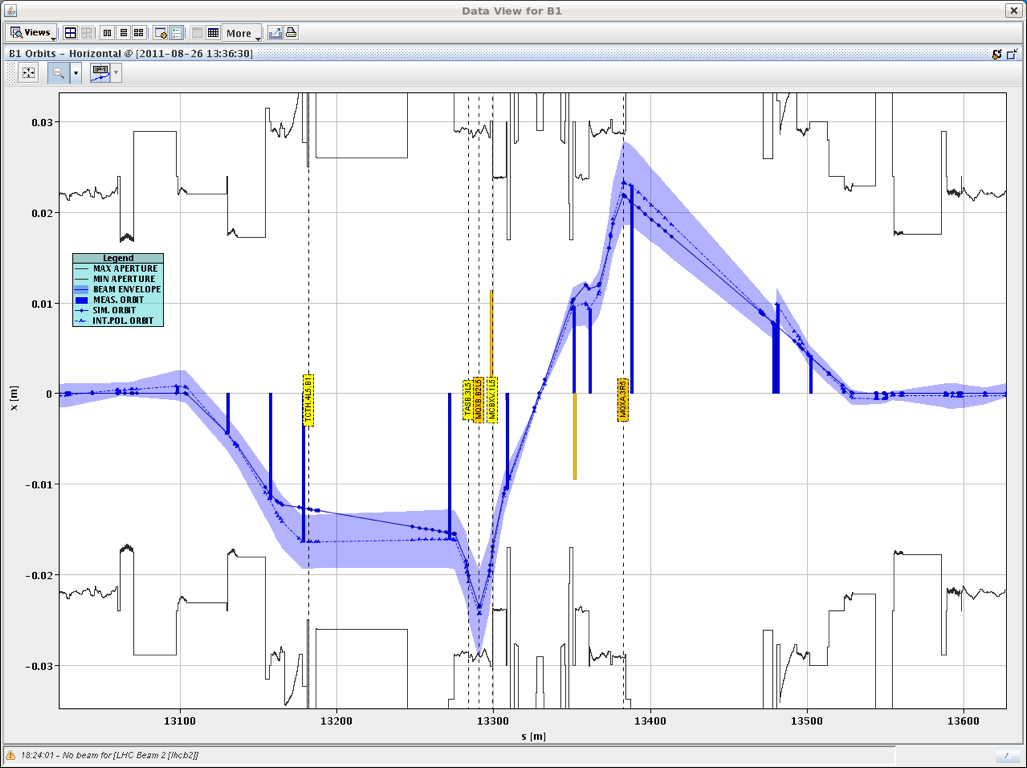 Data View for B1
Views
More
B1 Orbits - Horizontal @ [2011-08-26 13:36:30]
0.03
0.02
0.01
0
-0.01
-0.02
-0.03
x [m]
Legend
MAX APERTURE
MIN APERTURE
BEAM ENVELOPE
MEAS. ORBIT
SIM. ORBIT
INT.POL. ORBIT
TCTH.4L5.B1
TASB.3L5
MQXB.B2L5
MCBXV.1L5
MQXA.3R5
13100
13200
13300
13400
13500
13600
s [m]
18:24:01 - No beam for [LHC Beam 2 [lhcb2]]